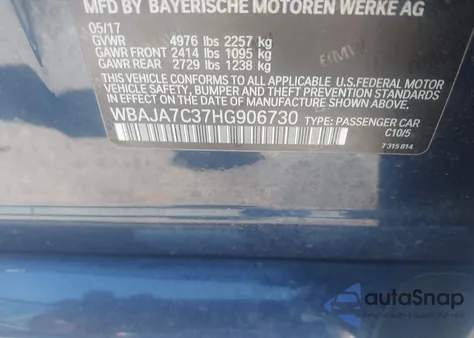 MFD BY BAYERISCHE MOTOREN WERKE AG
05/17
GVWR 4976 lbs 2257 kg
GAWR FRONT 2414 lbs 1095 kg
GAWR REAR 2729 lbs 1238 kg
THIS VEHICLE CONFORMS TO ALL APPLICABLE U.S.FEDERAL MOTOR
VEHICLE SAFETY, BUMPER AND THEFT PREVENTION
STANDARDS IN EFFECT ON THE DATE OF MANUFACTURE SHOWN ABOVE.
WBAJA7C37HG906730 TYPE: PASSENGER CAR
C10/5
7 315 814
autoSnap